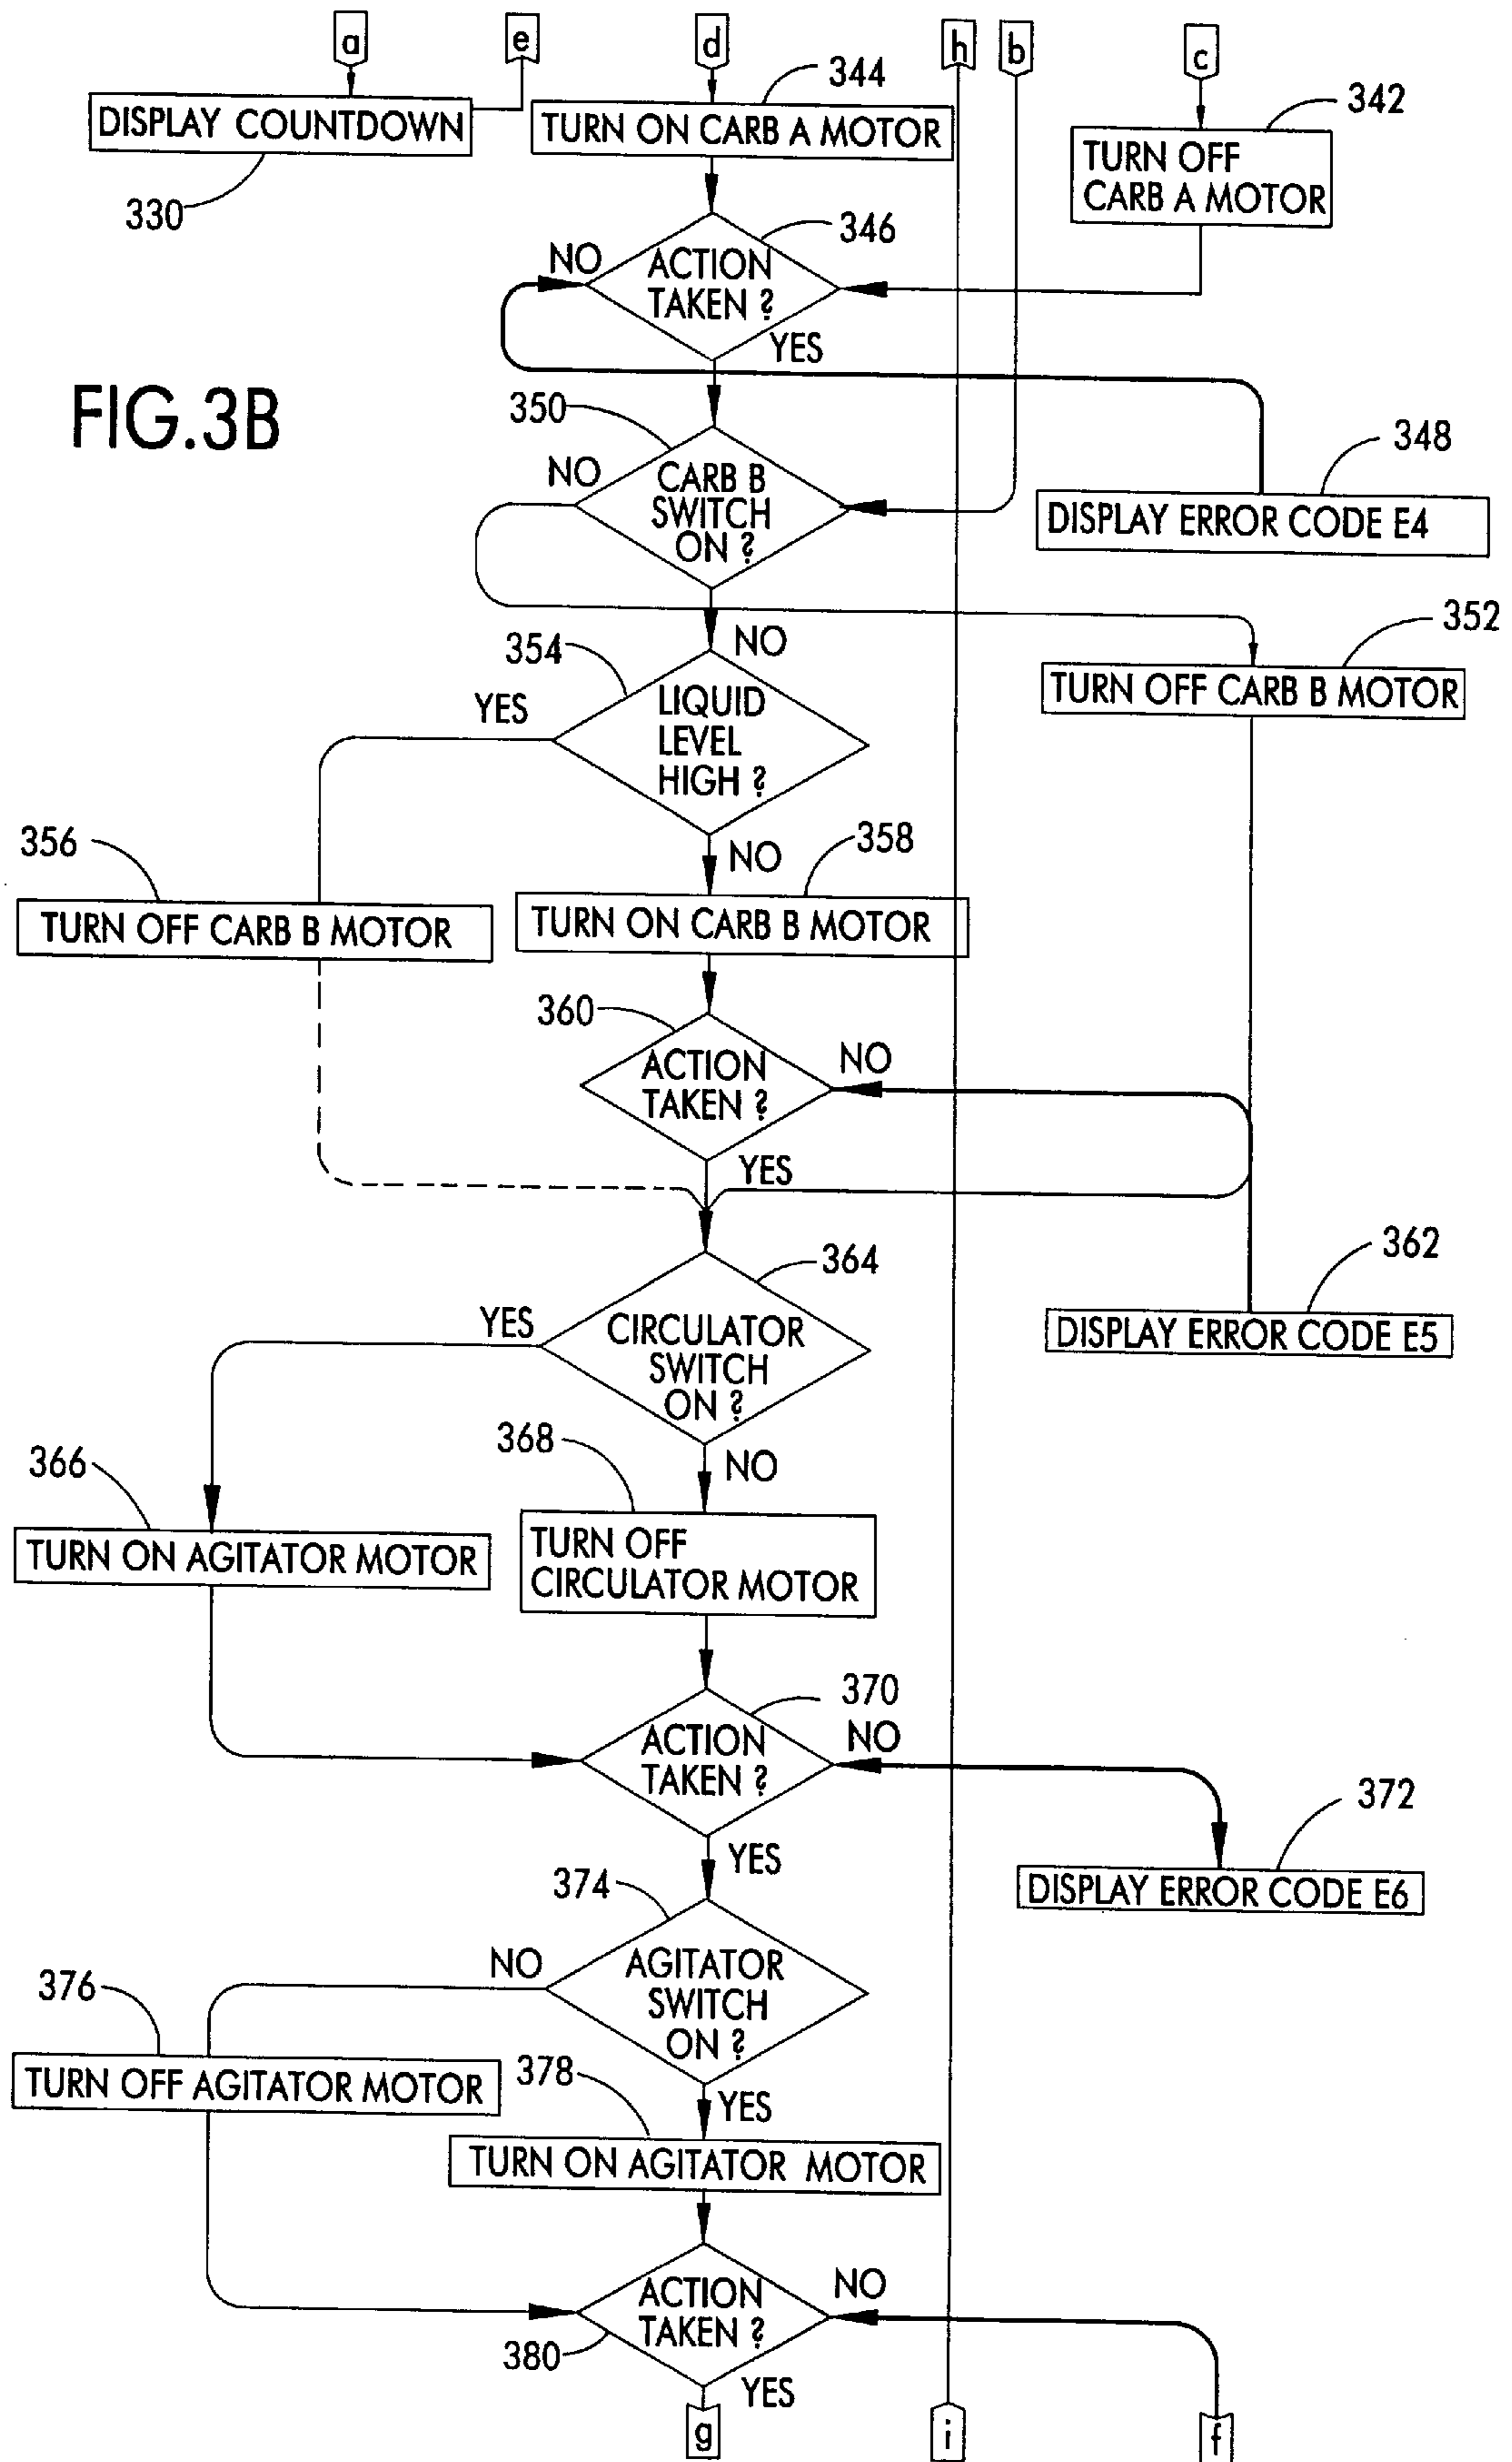 a
e
d
h
b
c
344
342
DISPLAY COUNTDOWN
TURN ON CARB A MOTOR
TURN OFF
CARB A MOTOR
330
346
NO
ACTION
TAKEN ?
YES
FIG.3B
350
348
NO
CARB B
SWITCH
ON ?
DISPLAY ERROR CODE E4
352
354
NO
YES
LIQUID
LEVEL
HIGH ?
TURN OFF CARB B MOTOR
356
358
NO
TURN OFF CARB B MOTOR
TURN ON CARB B MOTOR
360
ACTION
TAKEN ?
NO
YES
364
362
YES
CIRCULATOR
SWITCH
ON ?
DISPLAY ERROR CODE E5
366
368
NO
TURN ON AGITATOR MOTOR
TURN OFF
CIRCULATOR MOTOR
370
ACTION
TAKEN ?
NO
372
YES
374
DISPLAY ERROR CODE E6
NO
AGITATOR
SWITCH
ON ?
376
378
TURN OFF AGITATOR MOTOR
YES
TURN ON AGITATOR MOTOR
ACTION
TAKEN ?
NO
380
YES
g
i
f